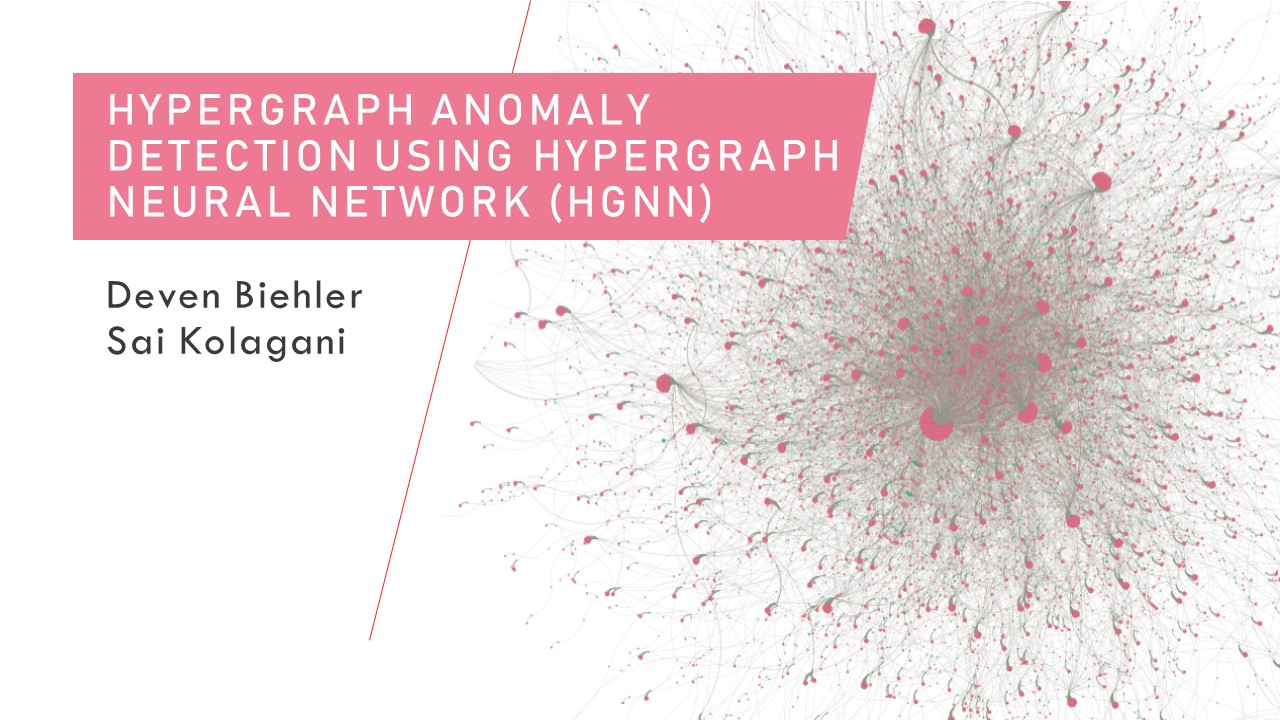 HYPERGRAPH ANOMALY
DETECTION USING HYPERGRAPH
NEURAL NETWORK (HGNN)
Deven Biehler
Sai Kolagani